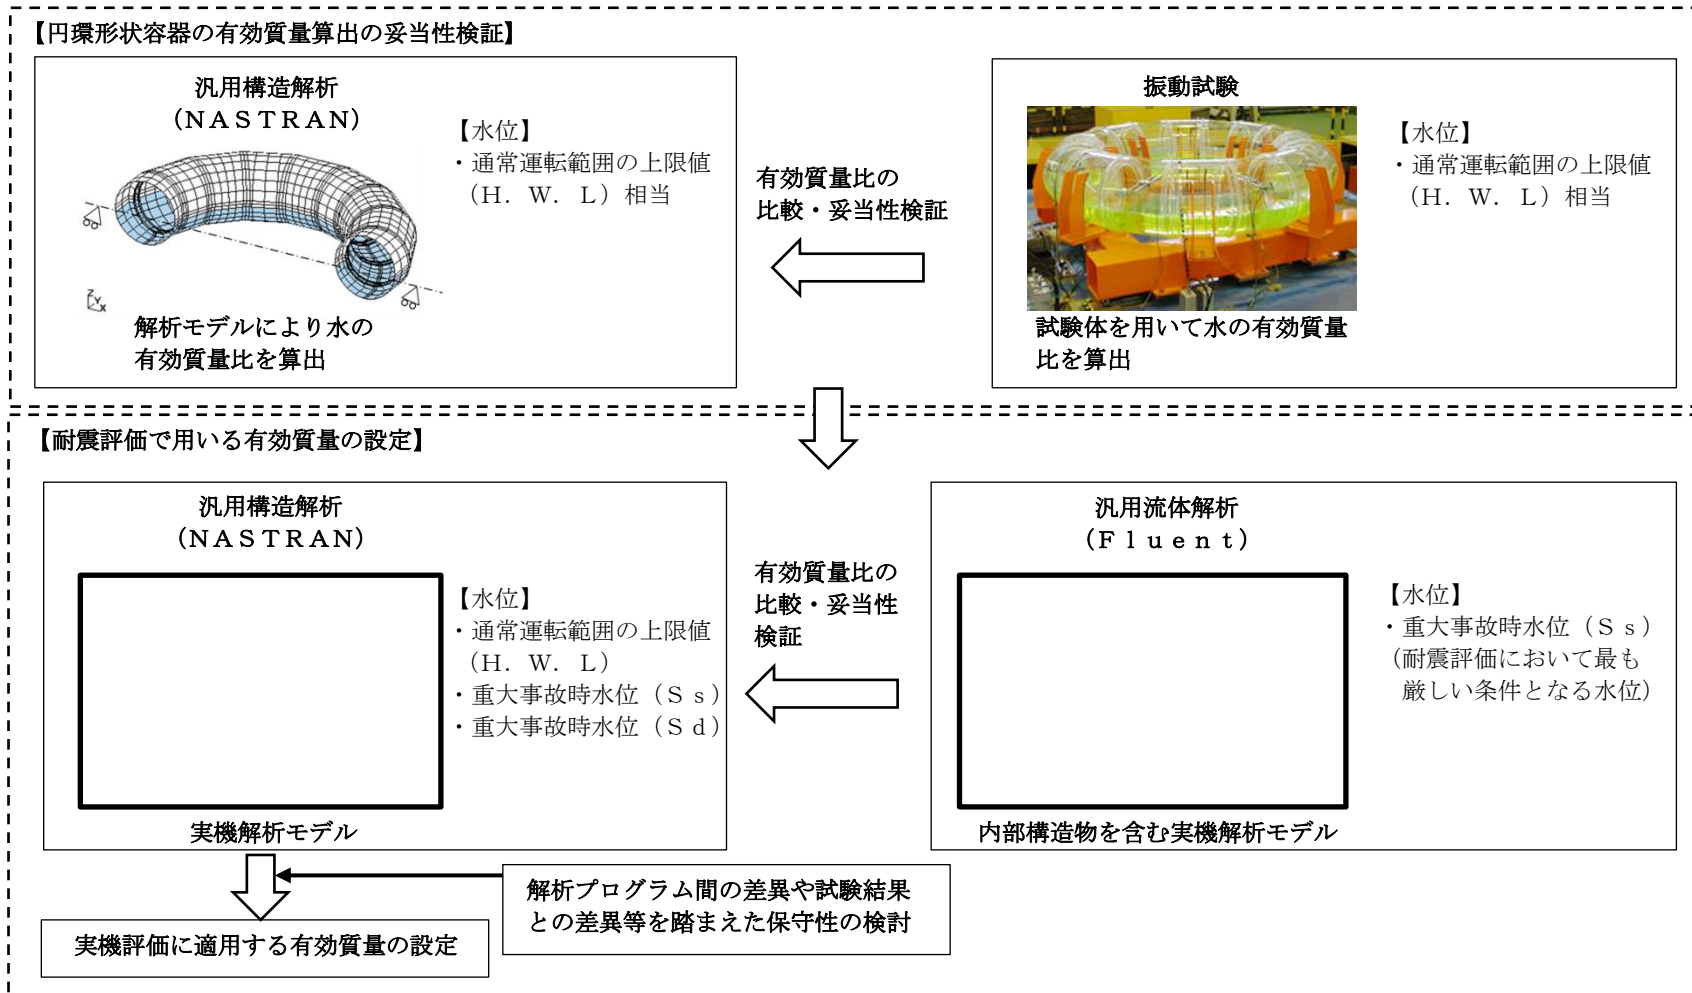 【円環形状容器の有効質量算出の妥当性検証】
汎用構造解析
(NASTRAN)
【水位】
・通常運転範囲の上限値
(H．W．L)相当
Z
Y
X
解析モデルにより水の
有効質量比を算出
有効質量比の
比較・妥当性検証
振動試験
【水位】
・通常運転範囲の上限値
(H．W．L)相当
試験体を用いて水の有効質量
比を算出
【耐震評価で用いる有効質量の設定】
汎用構造解析
(NASTRAN)
【水位】
・通常運転範囲の上限値
(H．W．L)
・重大事故時水位(Ss)
・重大事故時水位(Sd)
実機解析モデル
有効質量比の
比較・妥当性
検証
汎用流体解析
(Fluent)
【水位】
・重大事故時水位(Ss)
(耐震評価において最も
厳しい条件となる水位)
内部構造物を含む実機解析モデル
解析プログラム間の差異や試験結果
との差異等を踏まえた保守性の検討
実機評価に適用する有効質量の設定